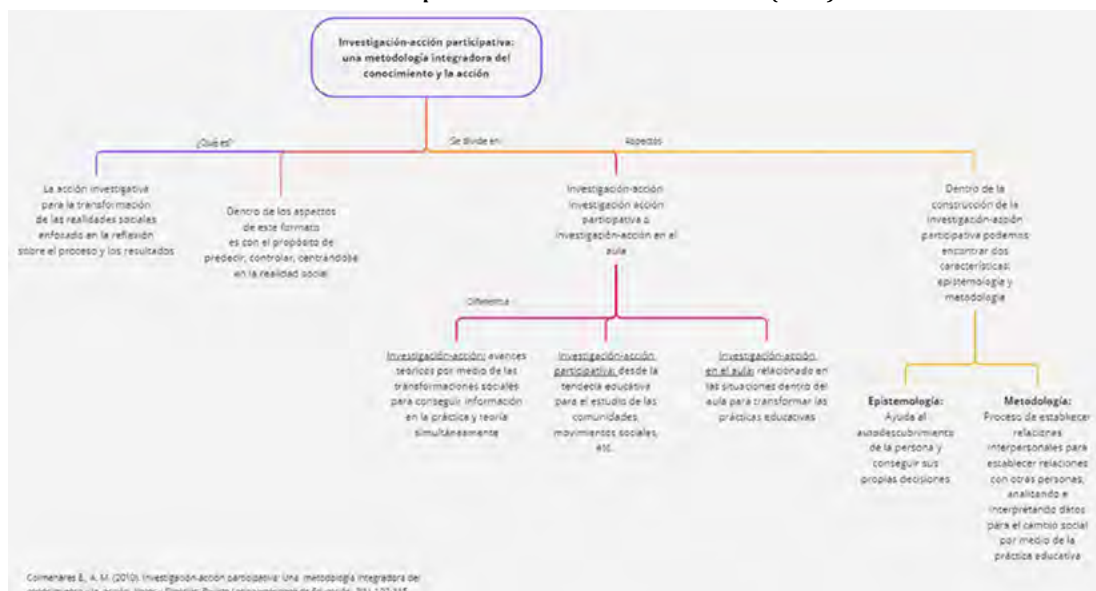 Investigación-acción participativa:
una metodología integradora del
conocimiento y la acción
¿Qué es?
Se divide en
Aspectos
La acción investigativa
para la transformación
de las realidades sociales
enfocado en la reflexión
sobre el proceso y los resultados
Dentro de los aspectos
de este formato
es con el propósito de
predecir, controlar, centrándose
en la realidad social
Investigación-acción
Investigación acción
participativa o
investigación-acción en el
aula
Dentro de la
construcción de la
investigación-acción
participativa podemos
encontrar dos
características:
epistemología y
metodología
Diferencia
Investigación-acción: avances
teóricos por medio de las
transformaciones sociales
para conseguir información
en la práctica y teoría
simultáneamente
Investigación-acción
participativa: desde la
tendecia educativa
para el estudio de las
comunidades,
movimientos sociales,
etc.
Investigación-acción
en el aula: relacionado en
las situaciones dentro del
aula para transformar las
prácticas educativas
Epistemología:
Ayuda al
autodescubrimiento
de la persona y
conseguir sus
propias decisiones
Metodología:
Proceso de establecer
relaciones
interpersonales para
establecer relaciones
con otras personas,
analizando e
interpretando datos
para el cambio social
por medio de la
práctica educativa
Colmenares E., A. M. (2010). Investigación-acción participativa: Una metodología integradora del